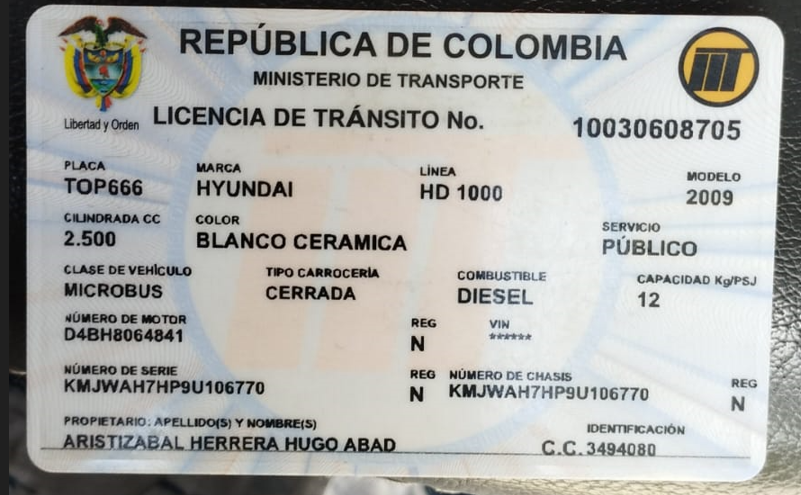 REPÚBLICA DE COLOMBIA
MINISTERIO DE TRANSPORTE
Libertad y Orden
LICENCIA DE TRÁNSITO No. 10030608705
PLACA MARCA LÍNEA MODELO
TOP666 HYUNDAI HD 1000 2009
CILINDRADA CC COLOR SERVICIO
2.500 BLANCO CERAMICA PÚBLICO
CLASE DE VEHÍCULO TIPO CARROCERÍA COMBUSTIBLE CAPACIDAD Kg/PSJ
MICROBUS CERRADA DIESEL 12
NÚMERO DE MOTOR REG VIN
D4BH8064841 N ******
NÚMERO DE SERIE REG NÚMERO DE CHASIS REG
KMJWAH7HP9U106770 N KMJWAH7HP9U106770 N
PROPIETARIO: APELLIDO(S) Y NOMBRE(S) IDENTIFICACIÓN
ARISTIZABAL HERRERA HUGO ABAD C.C. 3494080